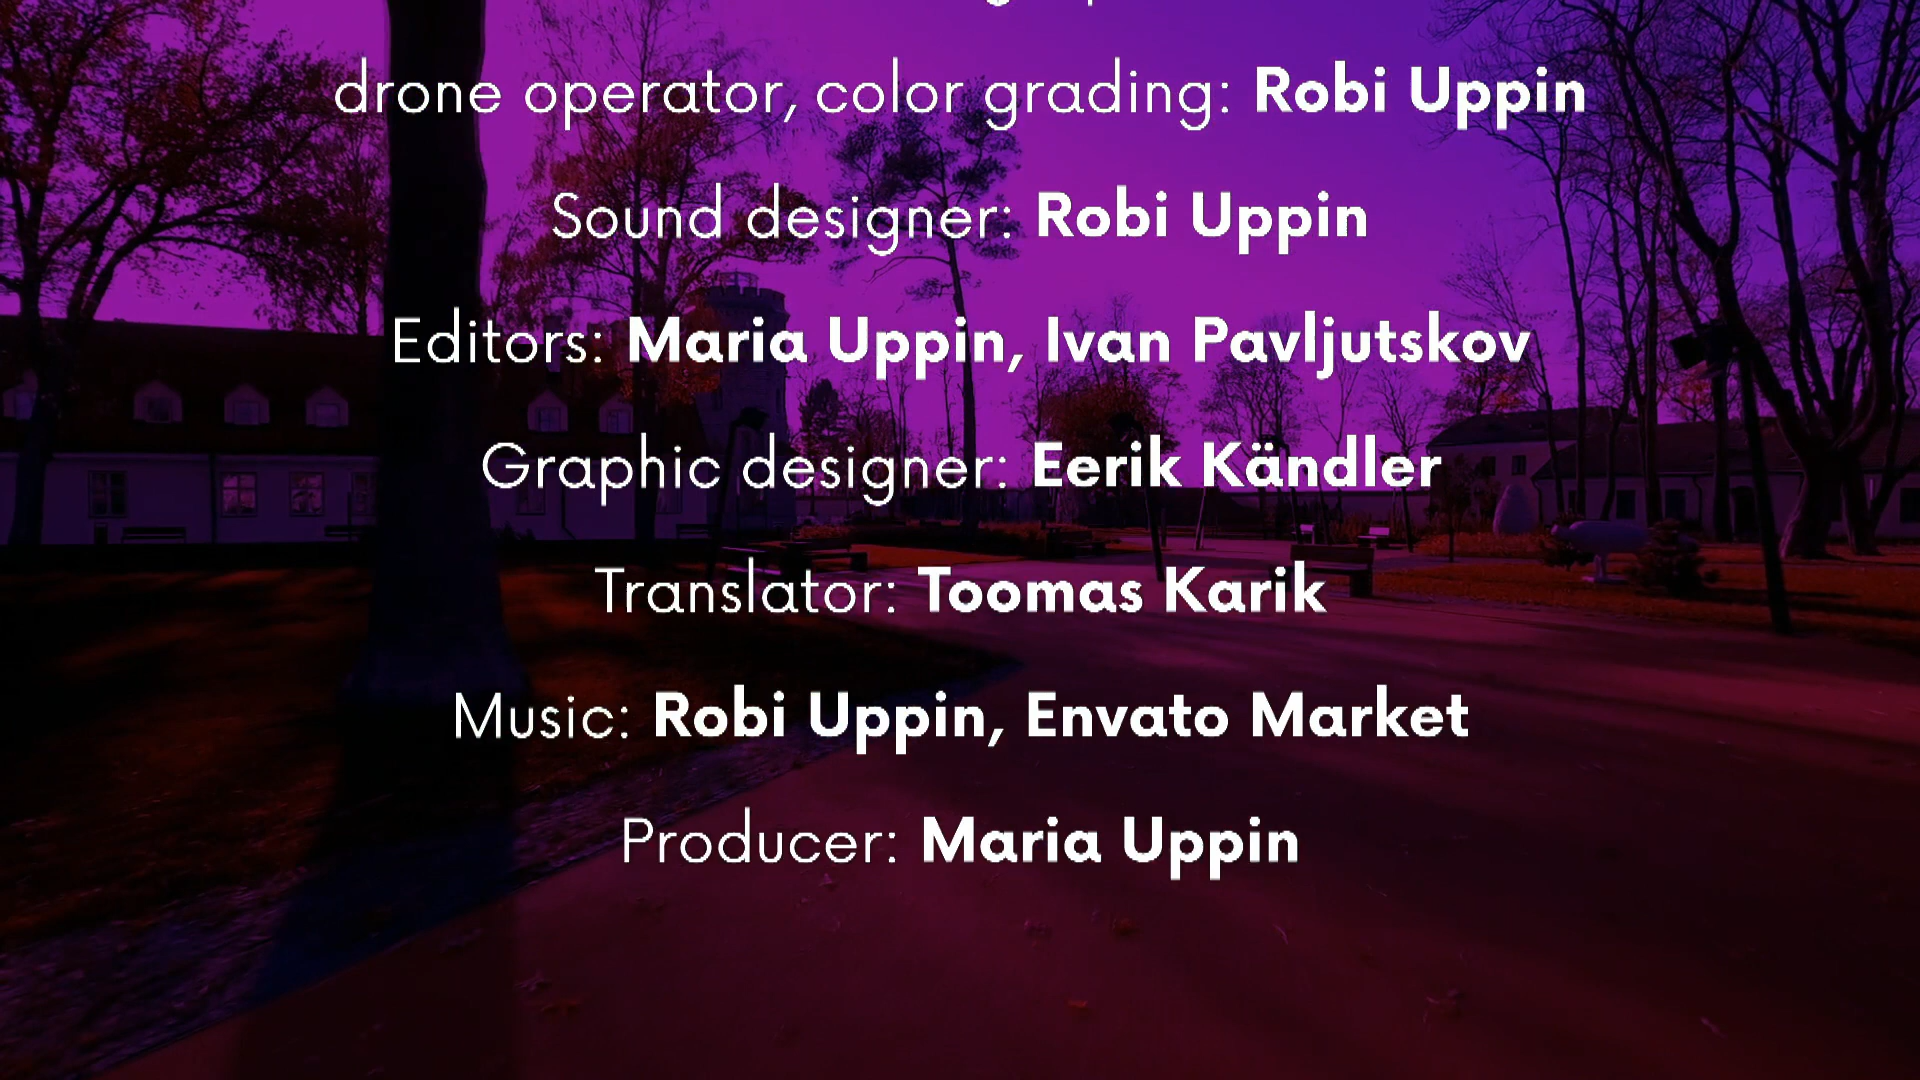 drone operator, color grading: Robi Uppin
Sound designer: Robi Uppin
Editors: Maria Uppin, Ivan Pavljutskov
Graphic designer: Eerik Kändler
Translator: Toomas Karik
Music: Robi Uppin, Envato Market
Producer: Maria Uppin